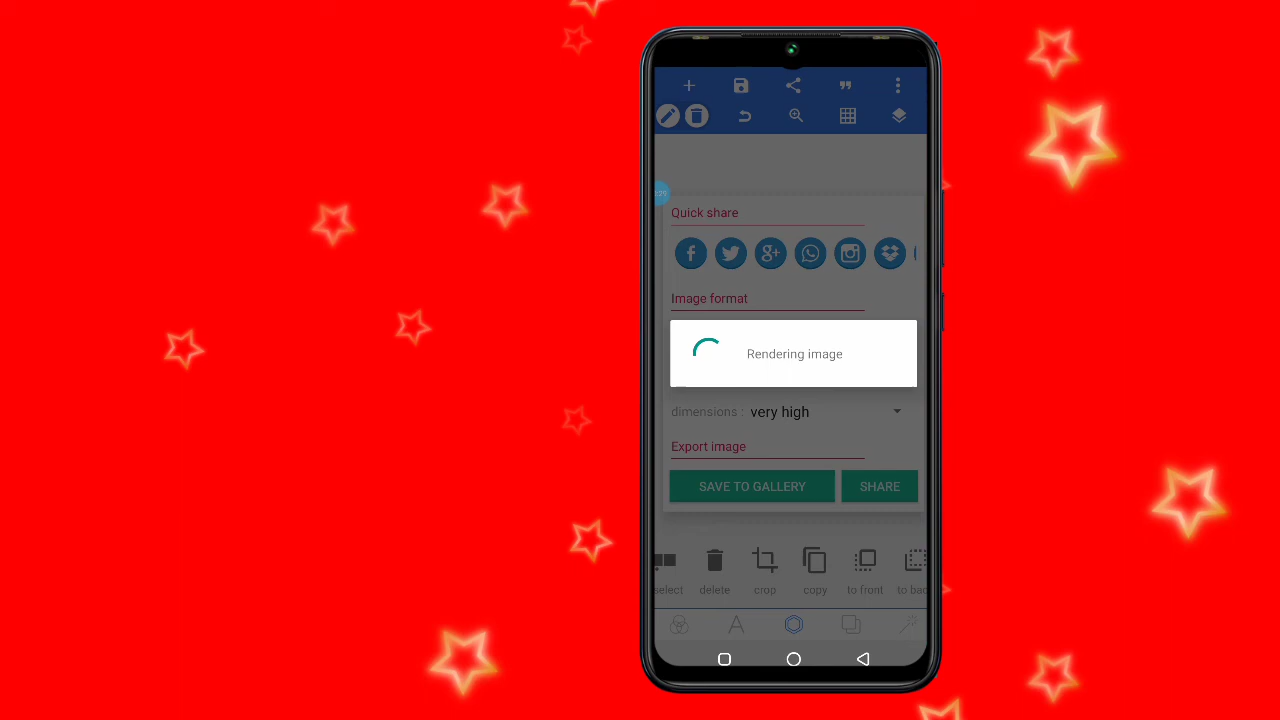 Quick share
Image format
Rendering image
dimensions : very high
Export image
SAVE TO GALLERY
SHARE
select
delete
crop
copy
to front